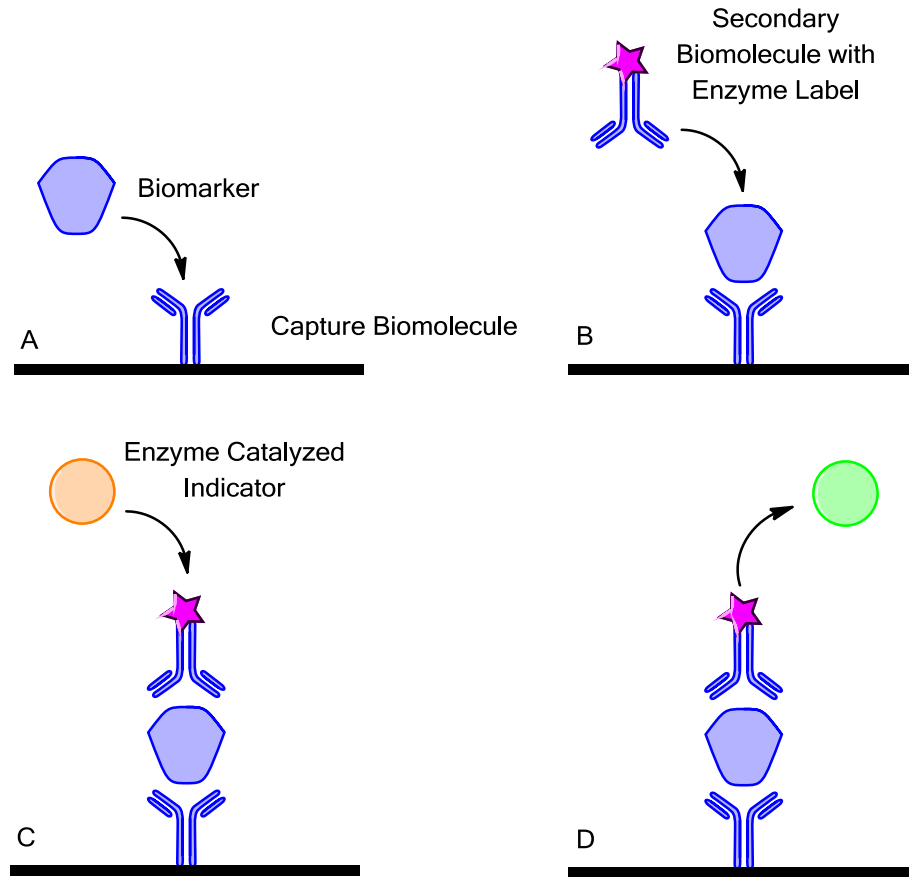 Biomarker
Capture Biomolecule
A
Secondary
Biomolecule with
Enzyme Label
B
Enzyme Catalyzed
Indicator
C
D